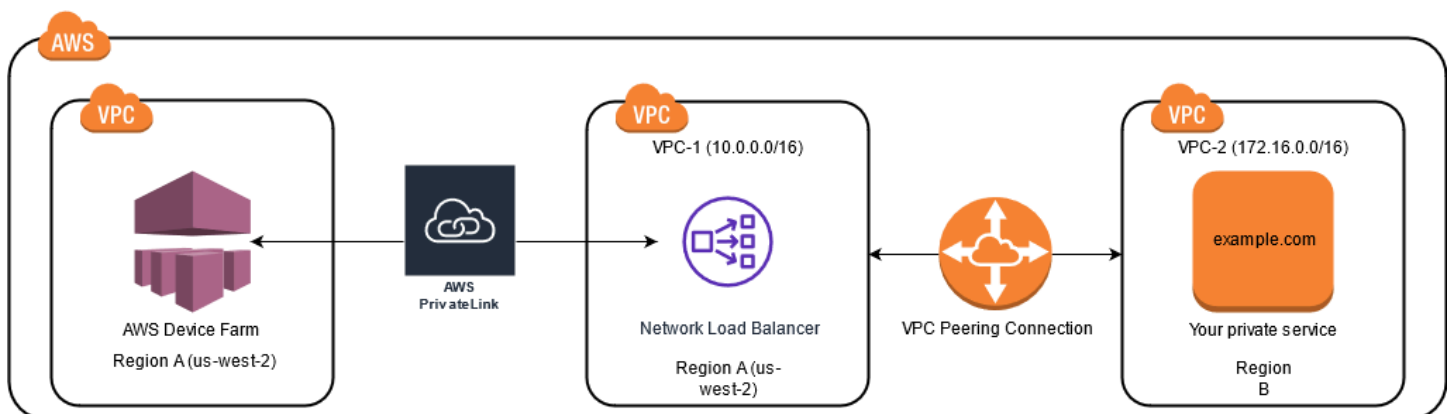 AWS
VPC
VPC
VPC
VPC-1 (10.0.0.0/16)
VPC-2 (172.16.0.0/16)
example.com
AWS
PrivateLink
AWS Device Farm
Network Load Balancer
VPC Peering Connection
Your private service
Region A (us-west-2)
Region A (us-
west-2)
Region
B